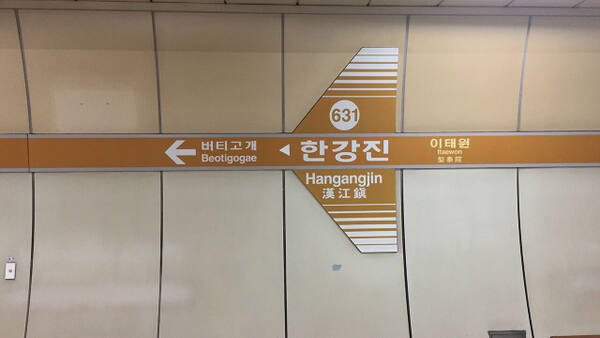 631
버티고개
Beotigogae
한강진
Hangangjin
漢江鎭
이태원
Itaewon
梨泰院